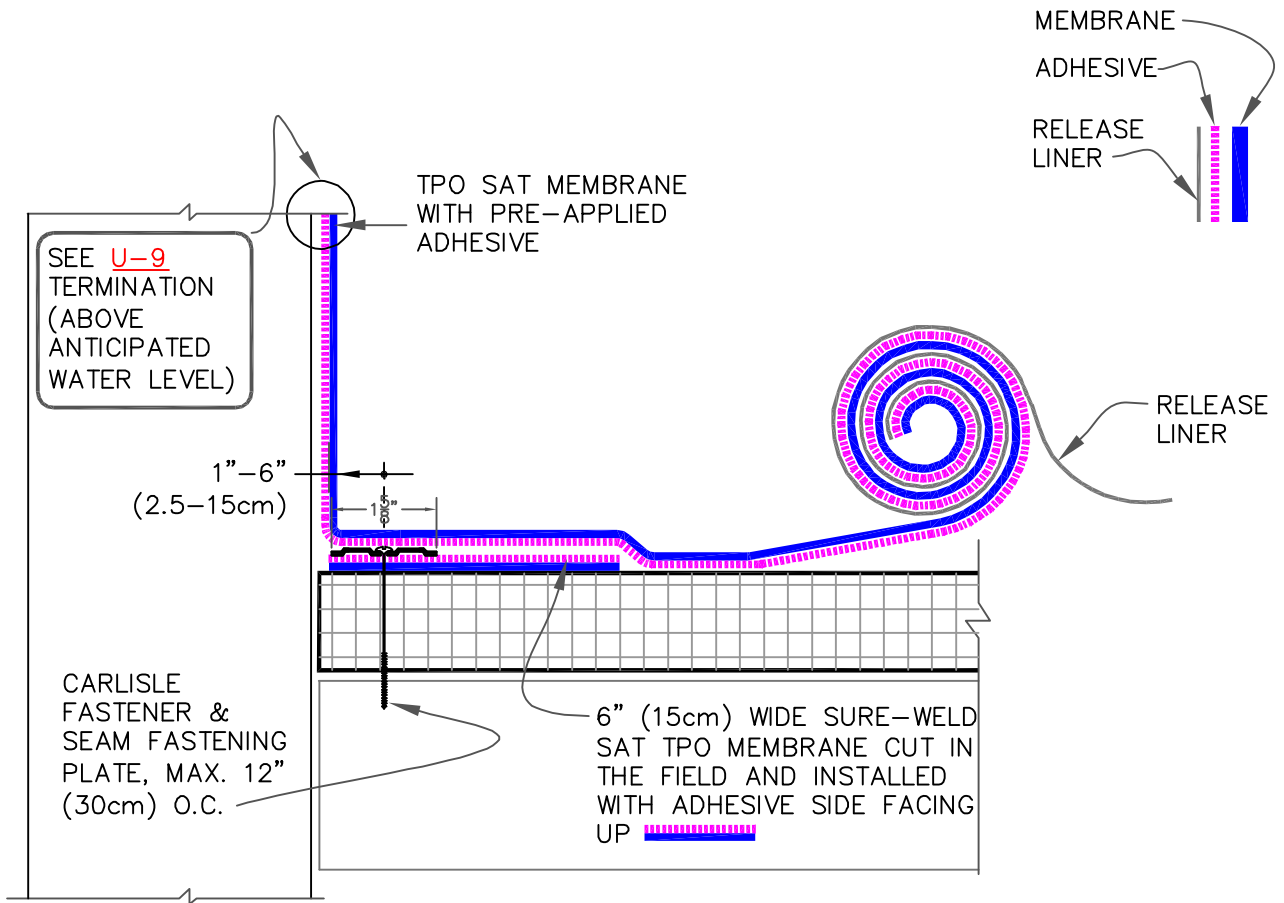 MEMBRANE
ADHESIVE
RELEASE
LINER
TPO SAT MEMBRANE
WITH PRE-APPLIED
ADHESIVE
SEE U-9
TERMINATION
(ABOVE
ANTICIPATED
WATER LEVEL)
RELEASE
LINER
1"-6"
(2.5-15cm)
CARLISLE
FASTENER &
SEAM FASTENING
PLATE, MAX. 12"
(30cm) O.C.
6" (15cm) WIDE SURE-WELD
SAT TPO MEMBRANE CUT IN
THE FIELD AND INSTALLED
WITH ADHESIVE SIDE FACING
UP